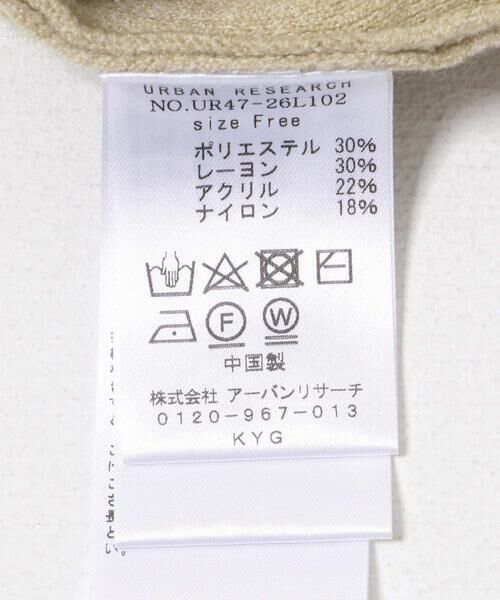 URBAN RESEARCH
NO.UR47-26L102
size Free
ポリエステル 30%
レーヨン 30%
アクリル 22%
ナイロン 18%
F
W
中国製
株式会社 アーバンリサーチ
0120-967-013
KYG